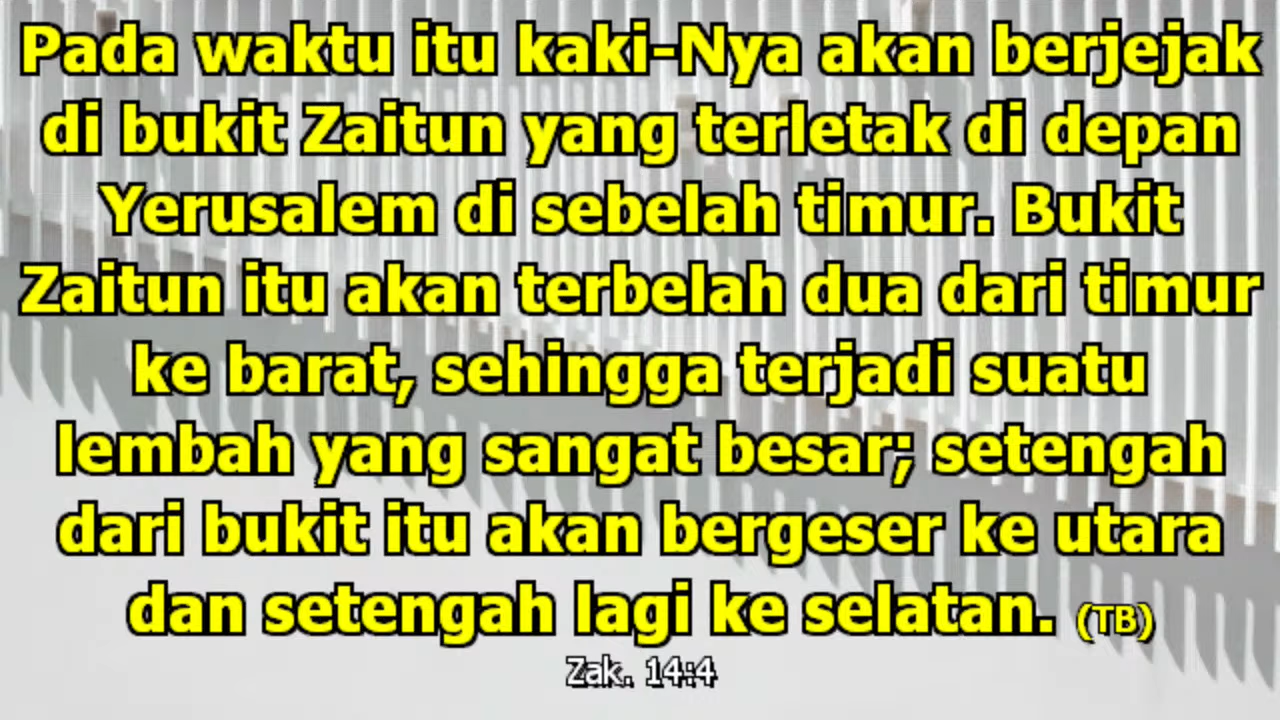 Pada waktu itu kaki-Nya akan berjejak
di bukit Zaitun yang terletak di depan
Yerusalem di sebelah timur. Bukit
Zaitun itu akan terbelah dua dari timur
ke barat, sehingga terjadi suatu
lembah yang sangat besar; setengah
dari bukit itu akan bergeser ke utara
dan setengah lagi ke selatan. (TB)
Zak. 14:4